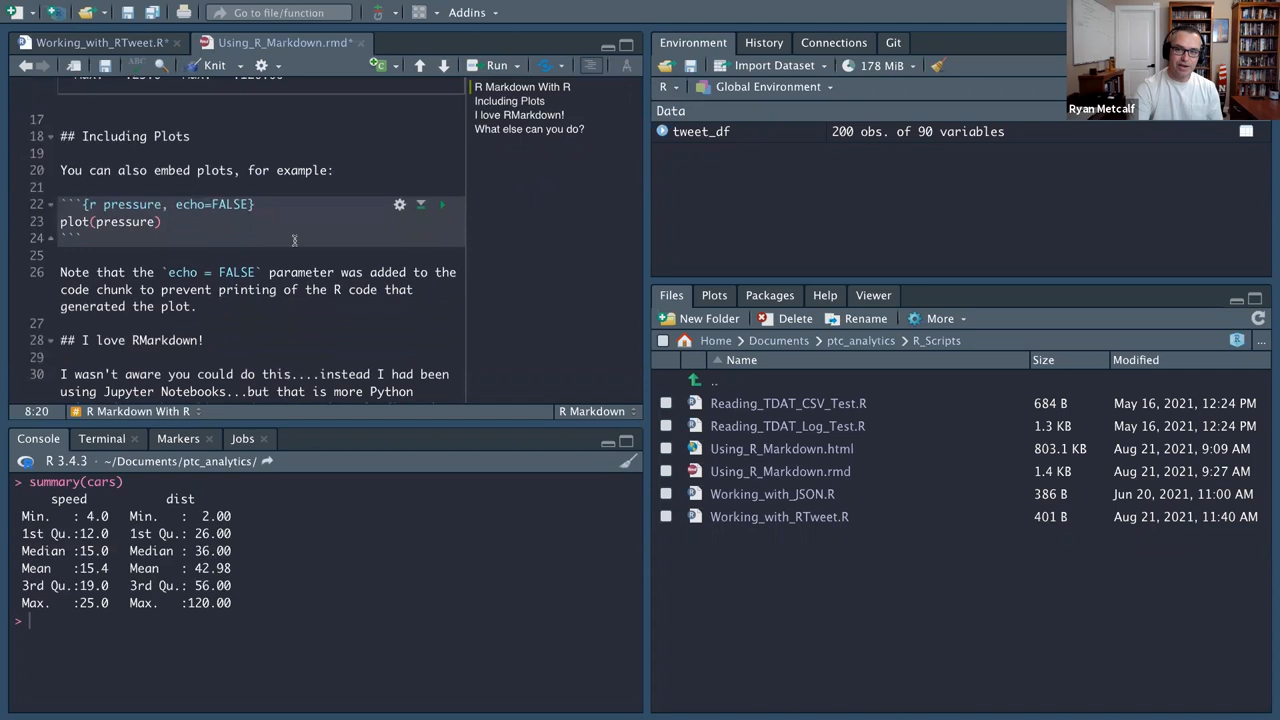 Go to file/function
Addins
Ryan Metcalf
Working_with_RTweet.R*
Using_R_Markdown.rmd*
Knit
Run
17
18 ## Including Plots
19
20 You can also embed plots, for example:
21
22 ```{r pressure, echo=FALSE}
23 plot(pressure)
24 ```
25
26 Note that the `echo = FALSE` parameter was added to the
code chunk to prevent printing of the R code that
generated the plot.
27
28 ## I love RMarkdown!
29
30 I wasn't aware you could do this....instead I had been
using Jupyter Notebooks...but that is more Python
R Markdown With R
Including Plots
I love RMarkdown!
What else can you do?
8:20 R Markdown With R R Markdown
Console Terminal Markers Jobs
R 3.4.3 · ~/Documents/ptc_analytics/
> summary(cars)
speed dist
Min. : 4.0 Min. : 2.00
1st Qu.:12.0 1st Qu.: 26.00
Median :15.0 Median : 36.00
Mean :15.4 Mean : 42.98
3rd Qu.:19.0 3rd Qu.: 56.00
Max. :25.0 Max. :120.00
>
Environment History Connections Git
Import Dataset 178 MiB
R Global Environment
Data
tweet_df 200 obs. of 90 variables
Files Plots Packages Help Viewer
New Folder Delete Rename More
Home Documents ptc_analytics R_Scripts ...
Name Size Modified
..
Reading_TDAT_CSV_Test.R 684 B May 16, 2021, 12:24 PM
Reading_TDAT_Log_Test.R 1.3 KB May 16, 2021, 12:24 PM
Using_R_Markdown.html 803.1 KB Aug 21, 2021, 9:09 AM
Using_R_Markdown.rmd 1.4 KB Aug 21, 2021, 9:27 AM
Working_with_JSON.R 386 B Jun 20, 2021, 11:00 AM
Working_with_RTweet.R 401 B Aug 21, 2021, 11:40 AM